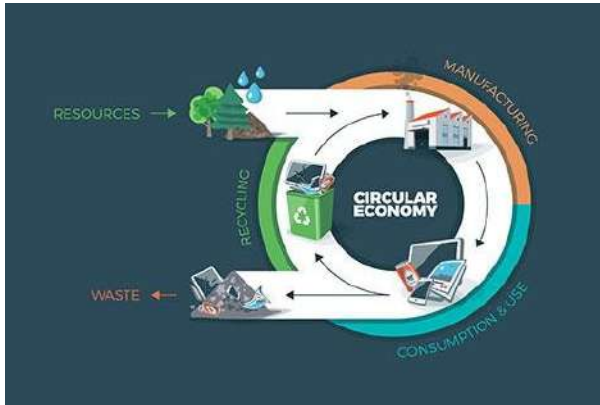 RESOURCES
MANUFACTURING
RECYCLING
CIRCULAR
ECONOMY
WASTE
CONSUMPTION & USE